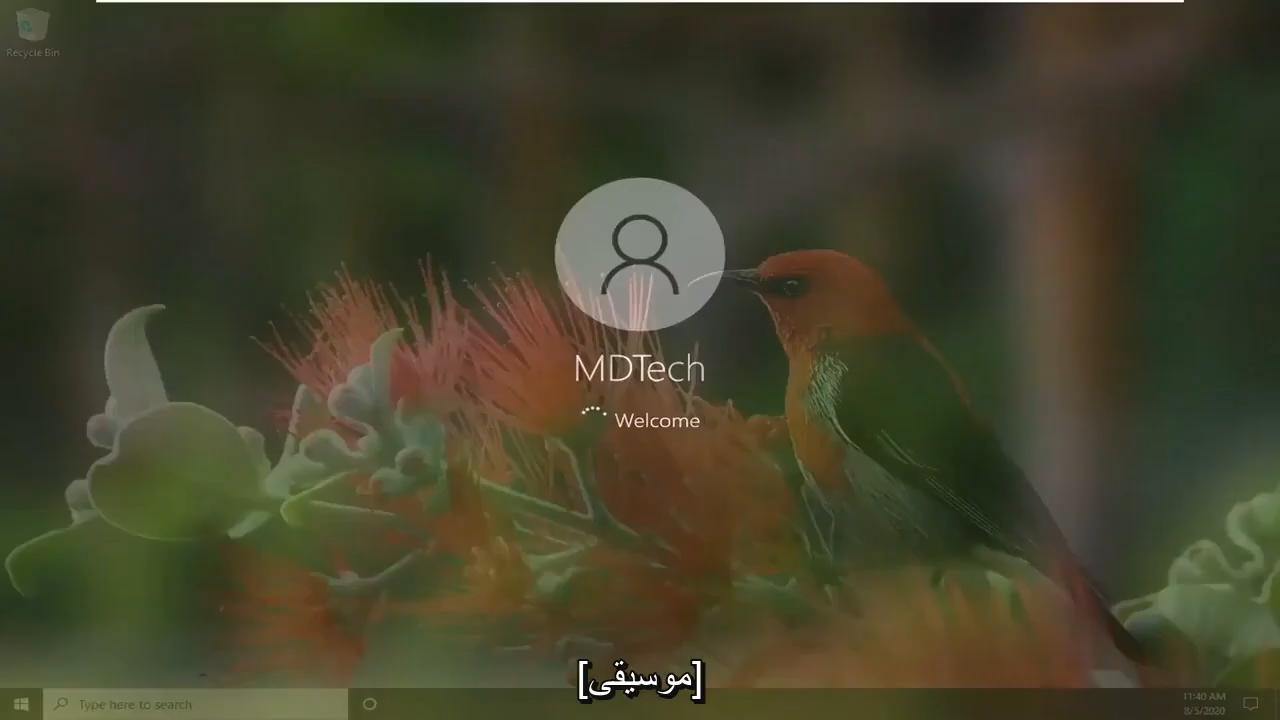 Recycle Bin
MDTech
Welcome
[موسيقى]
Type here to search
11:40 AM
8/5/2020